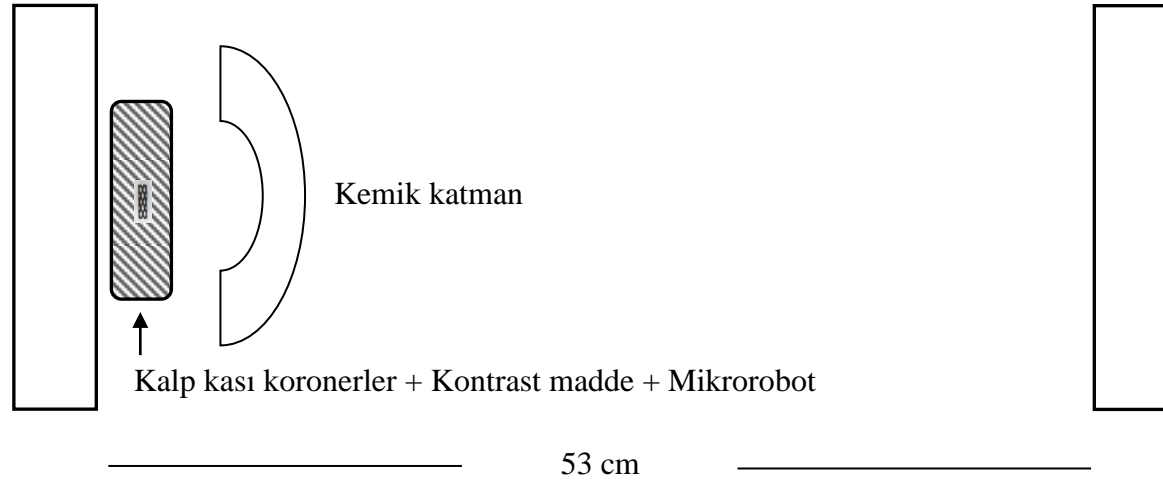 Kemik katman
Kalp kası koronerler + Kontrast madde + Mikrorobot
53 cm